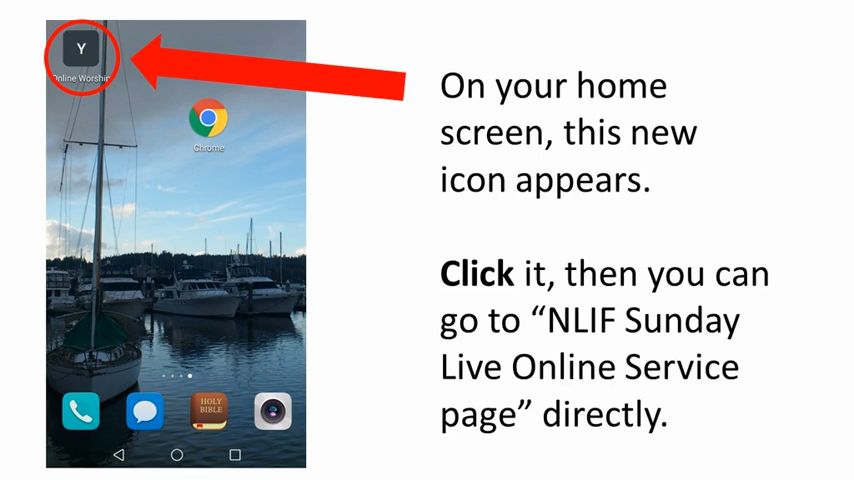 Y
Online Worship
Chrome
HOLY
BIBLE
On your home
screen, this new
icon appears.
Click it, then you can
go to “NLIF Sunday
Live Online Service
page” directly.